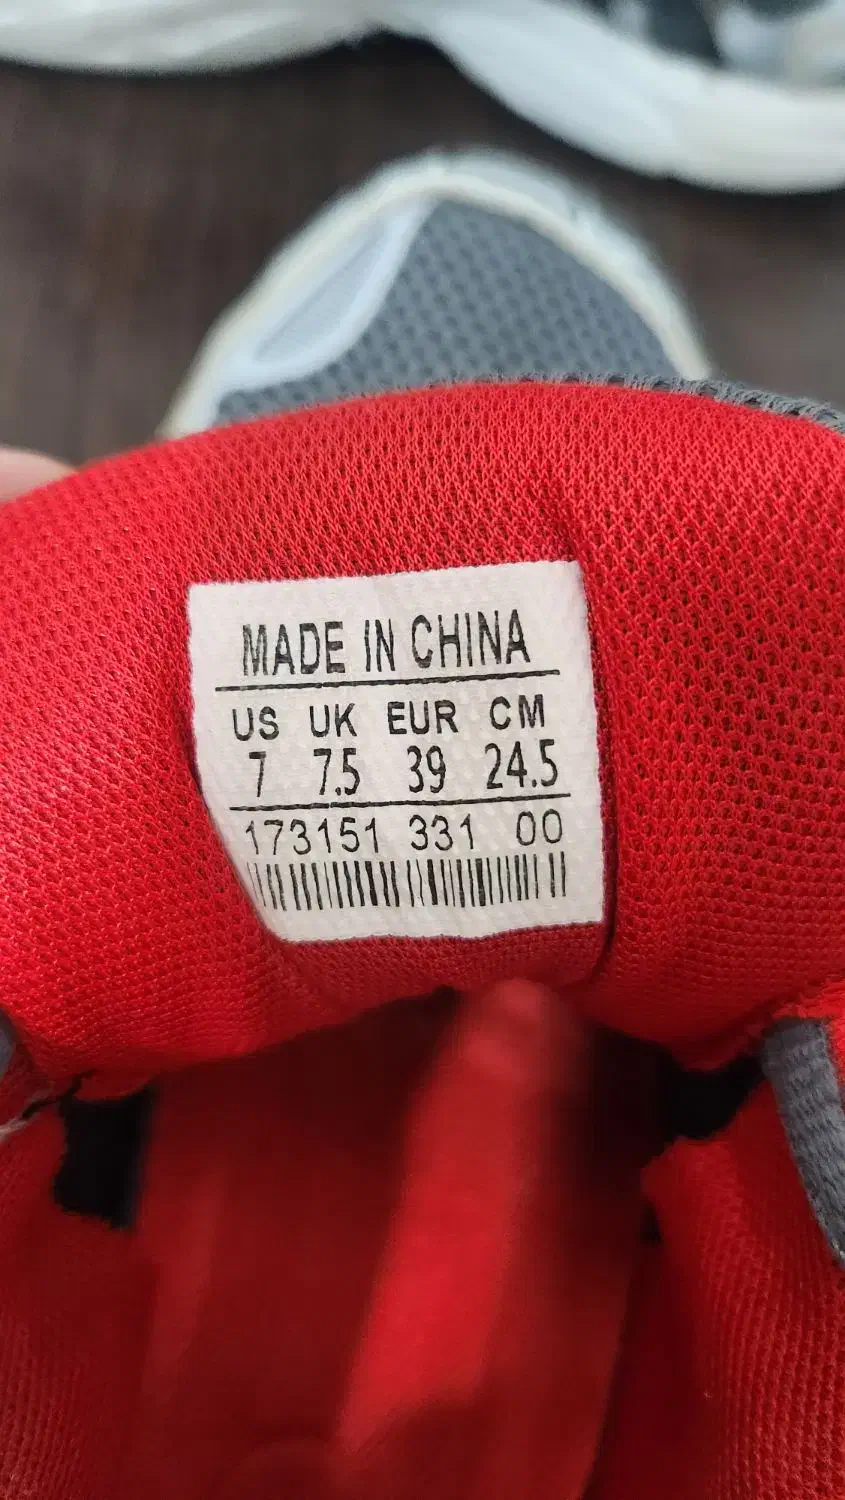 MADE IN CHINA
US UK EUR CM
7 7.5 39 24.5
173151 331 00